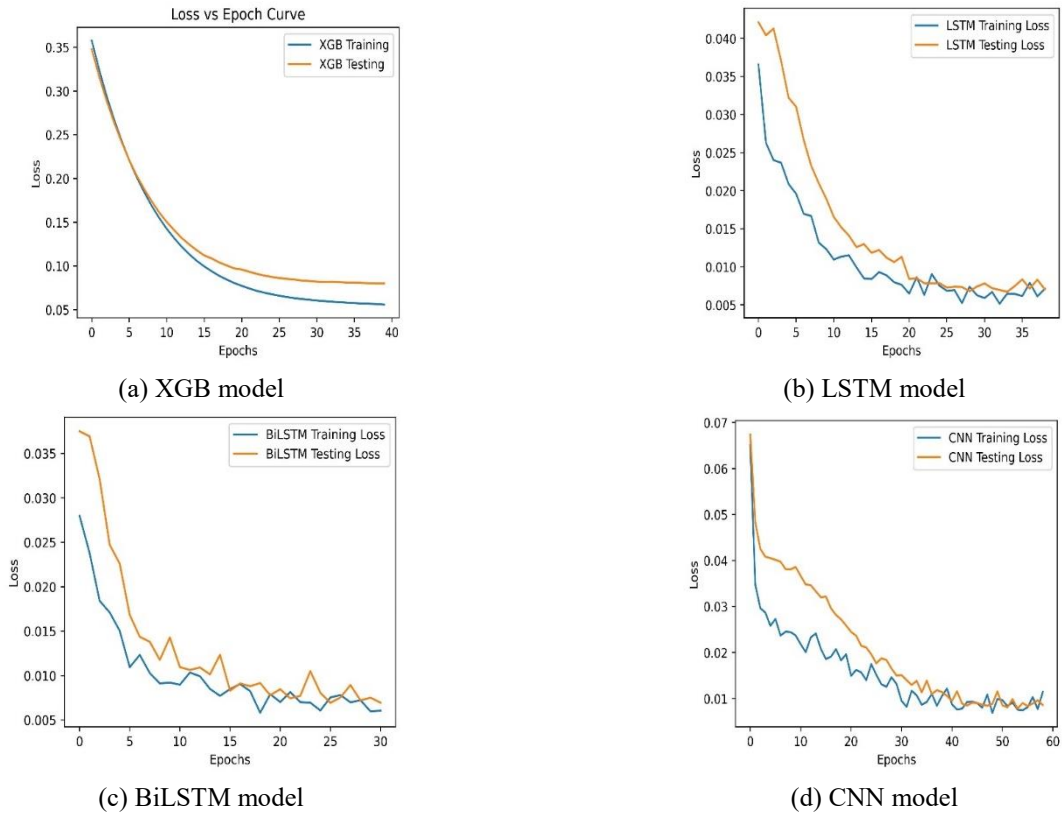 Loss vs Epoch Curve
XGB Training
XGB Testing
0.35
0.30
0.25
0.20
0.15
0.10
0.05
Loss
0 5 10 15 20 25 30 35 40
Epochs
(a) XGB model
LSTM Training Loss
LSTM Testing Loss
0.040
0.035
0.030
0.025
0.020
0.015
0.010
0.005
Loss
0 5 10 15 20 25 30 35
Epochs
(b) LSTM model
BiLSTM Training Loss
BiLSTM Testing Loss
0.035
0.030
0.025
0.020
0.015
0.010
0.005
Loss
0 5 10 15 20 25 30
Epochs
(c) BiLSTM model
CNN Training Loss
CNN Testing Loss
0.07
0.06
0.05
0.04
0.03
0.02
0.01
Loss
0 10 20 30 40 50 60
Epochs
(d) CNN model